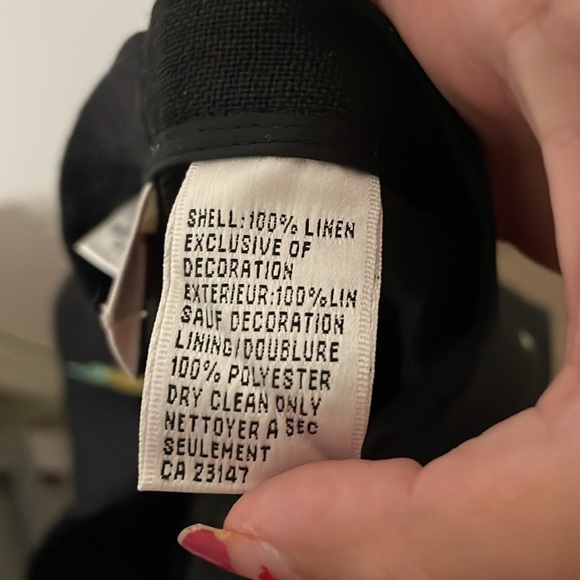 SHELL:100% LINEN
EXCLUSIVE OF
DECORATION
EXTERIEUR:100%LIN
SAUF DECORATION
LINING/DOUBLURE
100% POLYESTER
DRY CLEAN ONLY
NETTOYER A SEC
SEULEMENT
CA 23147